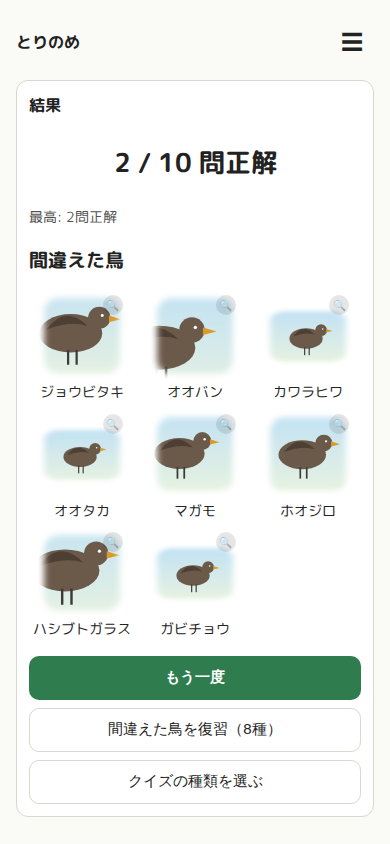 とりのめ
結果
2 / 10 問正解
最高: 2問正解
間違えた鳥
ジョウビタキ
オオバン
カワラヒワ
オオタカ
マガモ
ホオジロ
ハシブトガラス
ガビチョウ
もう一度
間違えた鳥を復習（8種）
クイズの種類を選ぶ